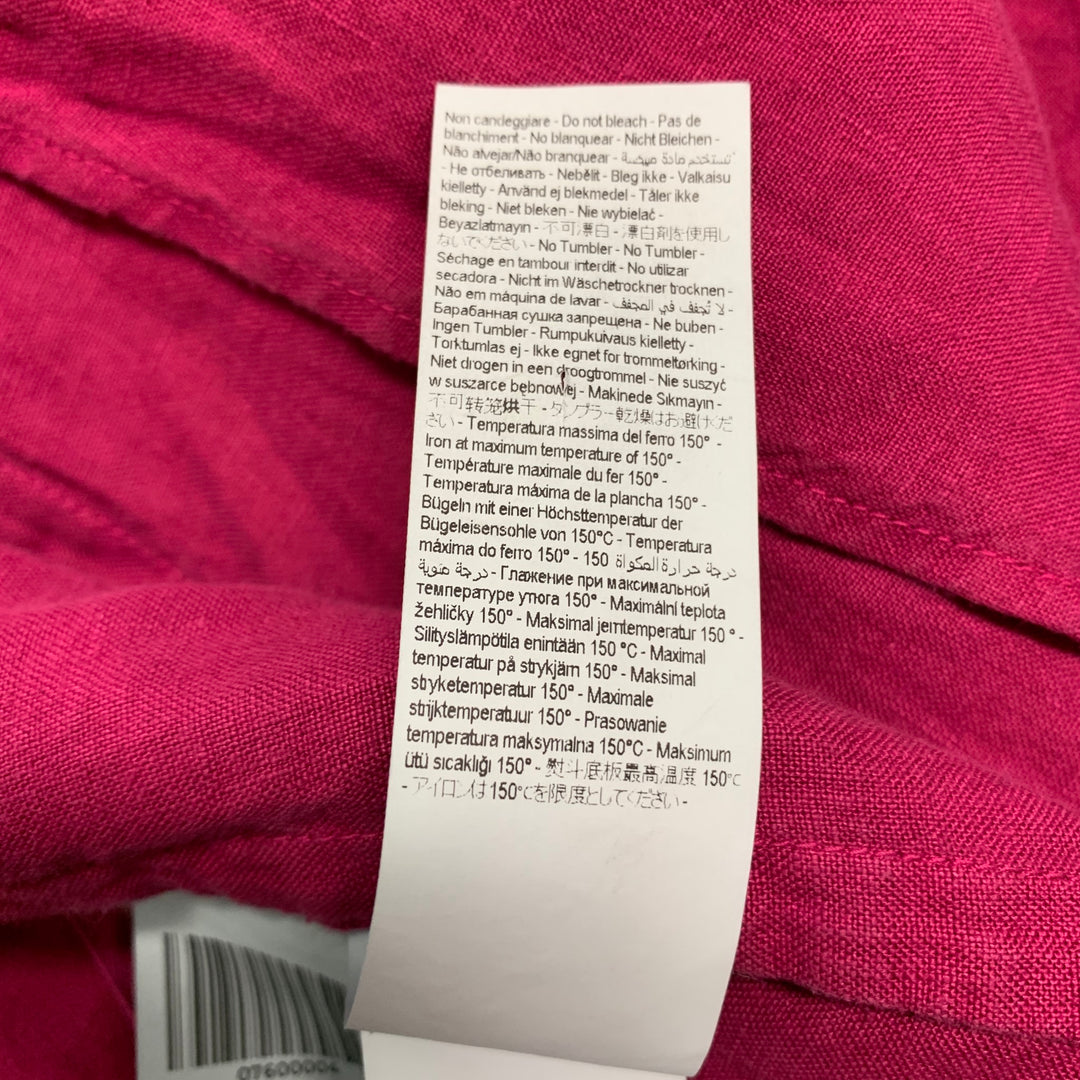 Non candeggiare - Do not bleach - Pas de
blanchiment - No blanquear - Nicht Bleichen -
Não alvejar/Não branquear - تستخدم مادة مبيضة
- Не отбеливать - Nebělit - Bleg ikke - Valkaisu
kielletty - Använd ej blekmedel - Tåler ikke
bleking - Niet bleken - Nie wybielać -
Beyazlatmayın - 不可漂白 - 漂白剤を使用し
ないでください - No Tumbler - No Tumbler -
Séchage en tambour interdit - No utilizar
secadora - Nicht im Wäschetrockner trocknen -
Não em máquina de lavar - لا تُجفف في المجفف -
Барабанная сушка запрещена - Ne buben -
Ingen Tumbler - Rumpukuivaus kielletty -
Torktumlas ej - Ikke egnet for trommeltørking -
Niet drogen in een droogtrommel - Nie suszyć
w suszarce bębnowej - Makinede Sıkmayın -
不可转笼烘干 - タンブラー乾燥はお避けくだ
さい - Temperatura massima del ferro 150° -
Iron at maximum temperature of 150° -
Température maximale du fer 150° -
Temperatura máxima de la plancha 150° -
Bügeln mit einer Höchsttemperatur der
Bügeleisensohle von 150°C - Temperatura
máxima do ferro 150° - درجة حرارة المكواة 150
درجة مئوية - Глажение при максимальной
температуре утюга 150° - Maximální teplota
žehličky 150° - Maksimal jerntemperatur 150 ° -
Silityslämpötila enintään 150 °C - Maximal
temperatur på strykjärn 150° - Maksimal
stryketemperatur 150° - Maximale
strijktemperatuur 150° - Prasowanie
temperatura maksymalna 150°C - Maksimum
ütü sıcaklığı 150° - 熨斗底板最高温度 150°C
- アイロンは150°Cを限度としてください -